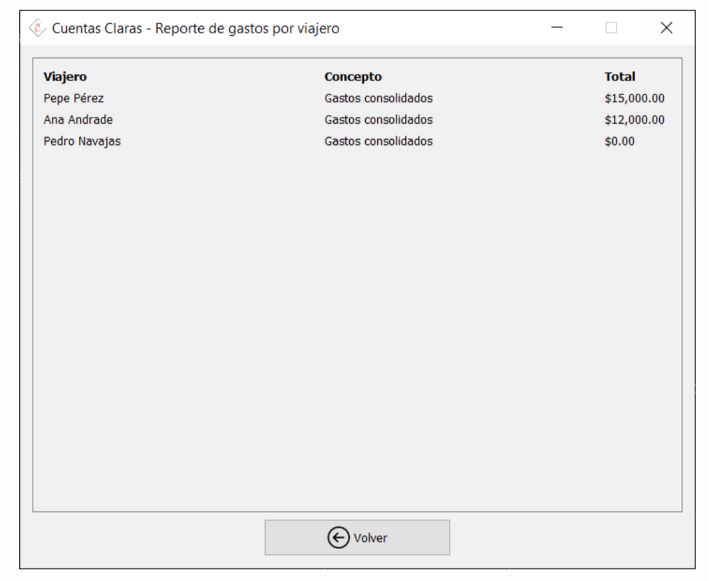 Cuentas Claras - Reporte de gastos por viajero
Viajero Concepto Total
Pepe Pérez Gastos consolidados $15,000.00
Ana Andrade Gastos consolidados $12,000.00
Pedro Navajas Gastos consolidados $0.00
Volver